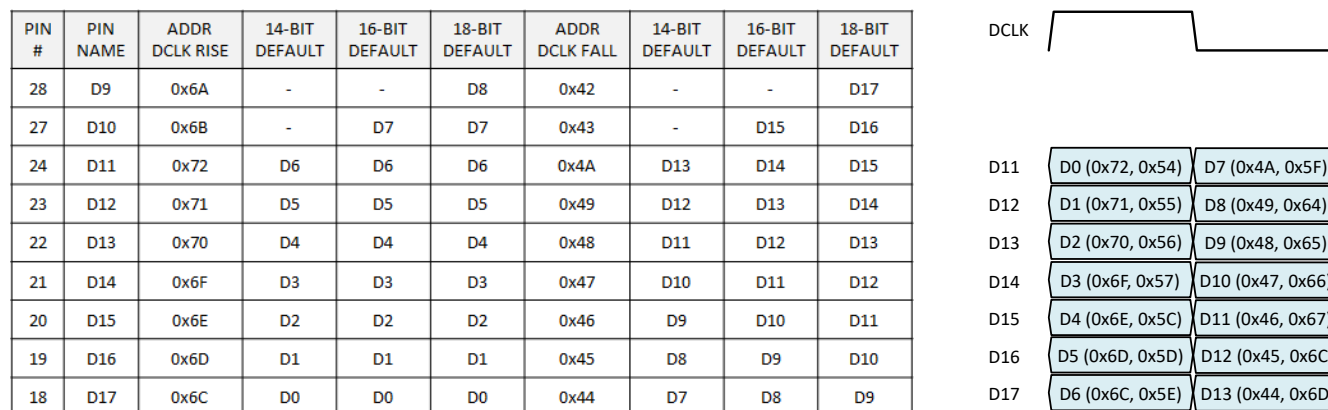 PIN # PIN NAME ADDR DCLK RISE 14-BIT DEFAULT 16-BIT DEFAULT 18-BIT DEFAULT ADDR DCLK FALL 14-BIT DEFAULT 16-BIT DEFAULT 18-BIT DEFAULT
28 D9 0x6A - - D8 0x42 - - D17
27 D10 0x6B - D7 D7 0x43 - D15 D16
24 D11 0x72 D6 D6 D6 0x4A D13 D14 D15
23 D12 0x71 D5 D5 D5 0x49 D12 D13 D14
22 D13 0x70 D4 D4 D4 0x48 D11 D12 D13
21 D14 0x6F D3 D3 D3 0x47 D10 D11 D12
20 D15 0x6E D2 D2 D2 0x46 D9 D10 D11
19 D16 0x6D D1 D1 D1 0x45 D8 D9 D10
18 D17 0x6C D0 D0 D0 0x44 D7 D8 D9
DCLK
D11 D0 (0x72, 0x54) D7 (0x4A, 0x5F)
D12 D1 (0x71, 0x55) D8 (0x49, 0x64)
D13 D2 (0x70, 0x56) D9 (0x48, 0x65)
D14 D3 (0x6F, 0x57) D10 (0x47, 0x66)
D15 D4 (0x6E, 0x5C) D11 (0x46, 0x67)
D16 D5 (0x6D, 0x5D) D12 (0x45, 0x6C
D17 D6 (0x6C, 0x5E) D13 (0x44, 0x6D